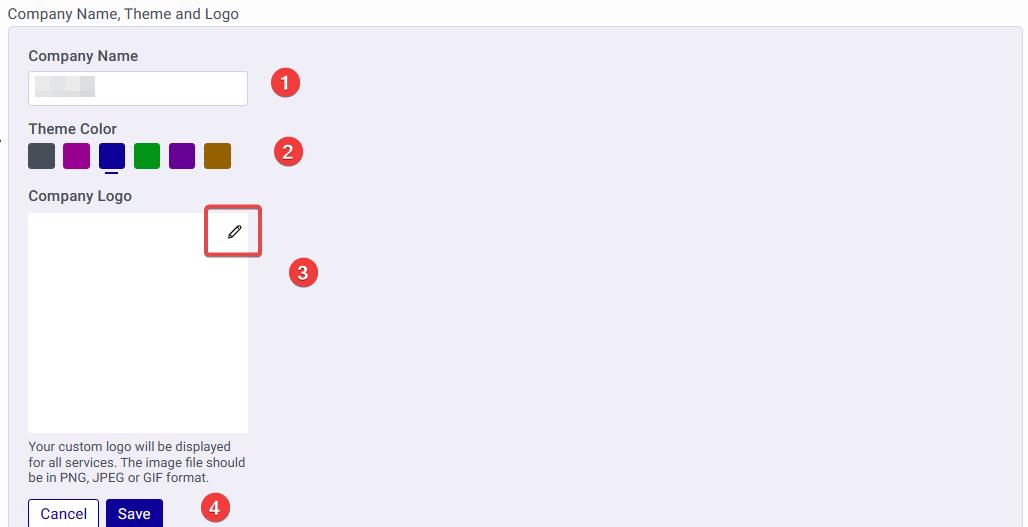 Company Name, Theme and Logo
Company Name
1
Theme Color
2
Company Logo
3
Your custom logo will be displayed
for all services. The image file should
be in PNG, JPEG or GIF format.
Cancel Save 4